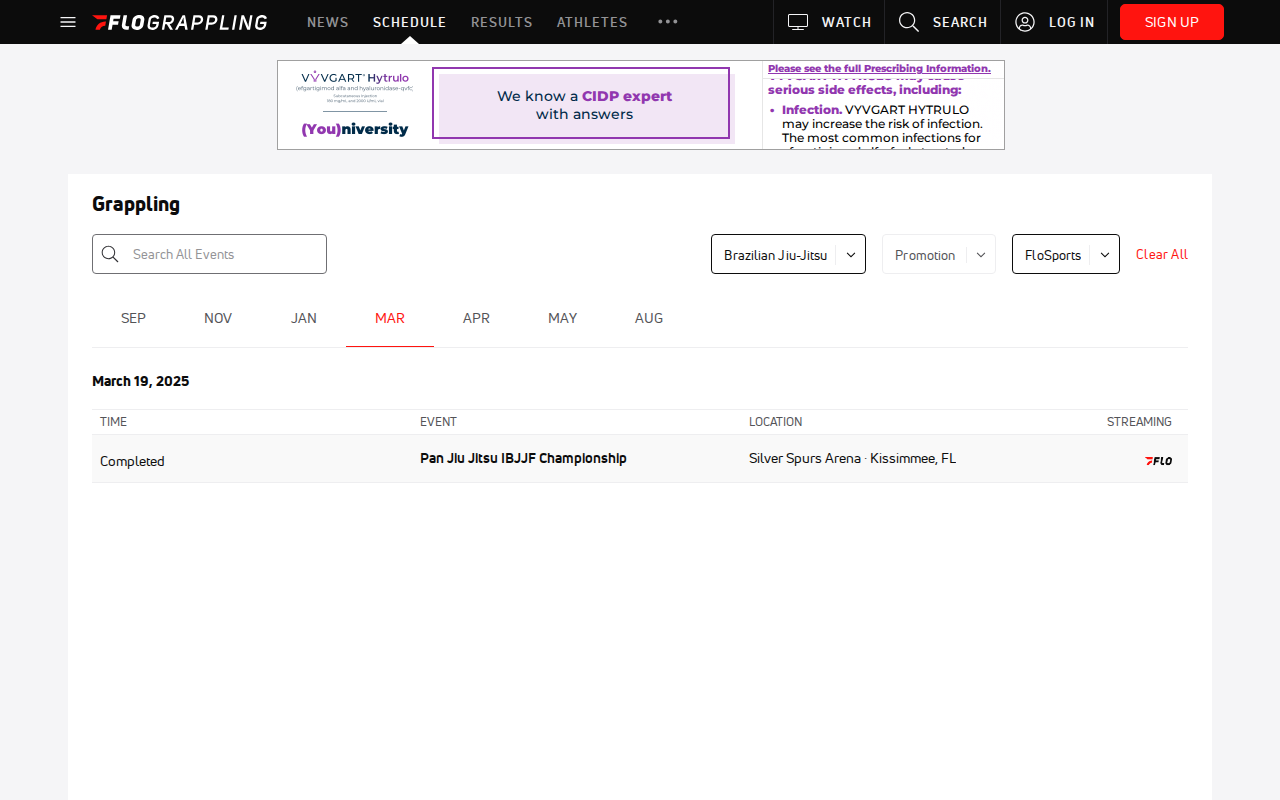 FLOGRAPPLING NEWS SCHEDULE RESULTS ATHLETES ••• WATCH SEARCH LOG IN SIGN UP
VYVGART® Hytrulo
(efgartigimod alfa and hyaluronidase-qvfc)
Subcutaneous Injection
(You)niversity
We know a CIDP expert
with answers
Please see the full Prescribing Information.
serious side effects, including:
• Infection. VYVGART HYTRULO
may increase the risk of infection.
The most common infections for
Grappling
Search All Events Brazilian Jiu-Jitsu Promotion FloSports Clear All
SEP NOV JAN MAR APR MAY AUG
March 19, 2025
TIME EVENT LOCATION STREAMING
Completed Pan Jiu Jitsu IBJJF Championship Silver Spurs Arena · Kissimmee, FL FLO